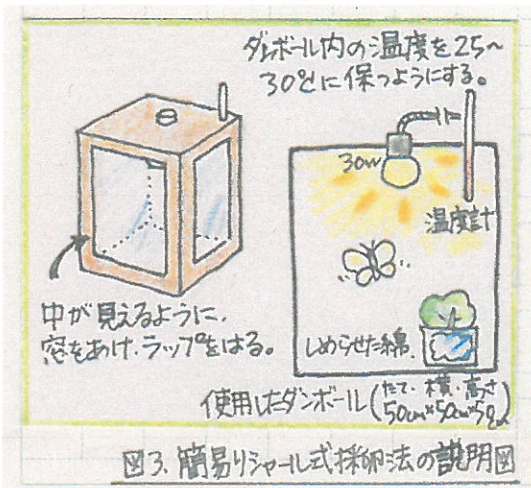 ダンボール内の温度を25〜
30℃に保つようにする。
30W
温度計
中が見えるように、
窓をあけ、ラップをはる。
しめらせた綿
使用したダンボール(たて・横・高さ
50cm×50cm×
図3. 簡易リシャール式採卵法の説明図